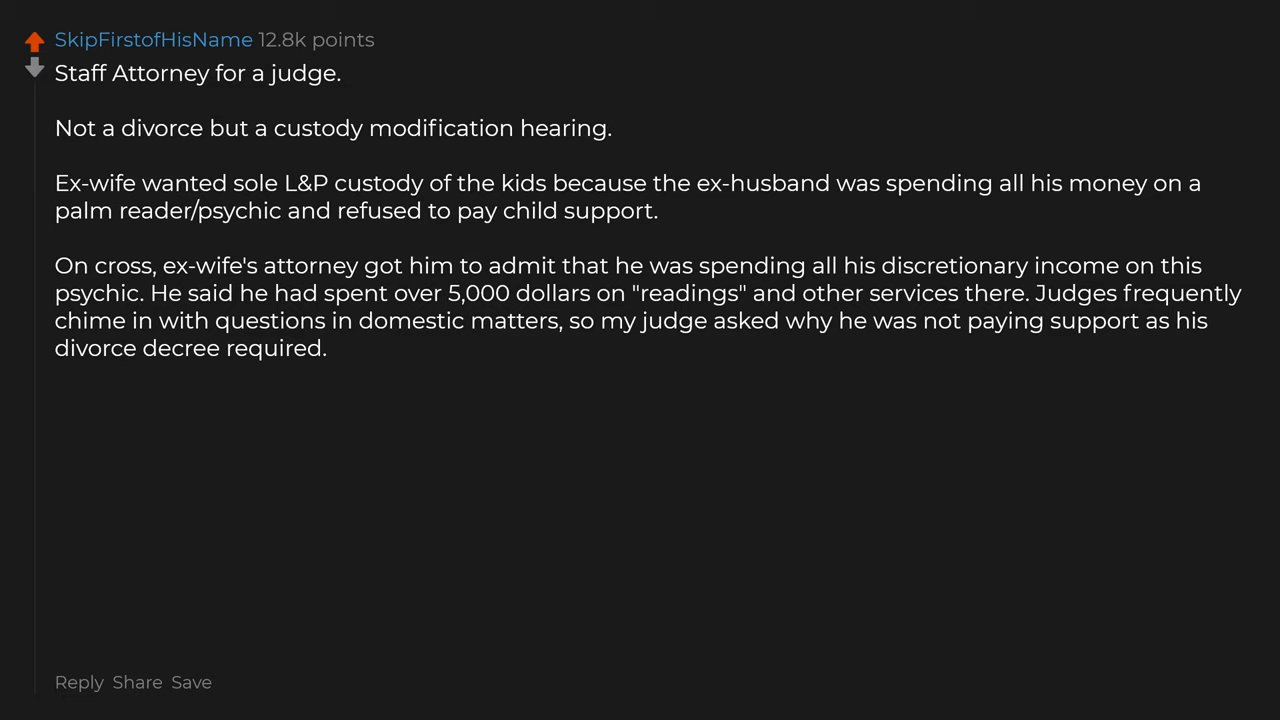 SkipFirstofHisName 12.8k points
Staff Attorney for a judge.
Not a divorce but a custody modification hearing.
Ex-wife wanted sole L&P custody of the kids because the ex-husband was spending all his money on a
palm reader/psychic and refused to pay child support.
On cross, ex-wife's attorney got him to admit that he was spending all his discretionary income on this
psychic. He said he had spent over 5,000 dollars on "readings" and other services there. Judges frequently
chime in with questions in domestic matters, so my judge asked why he was not paying support as his
divorce decree required.
Reply Share Save